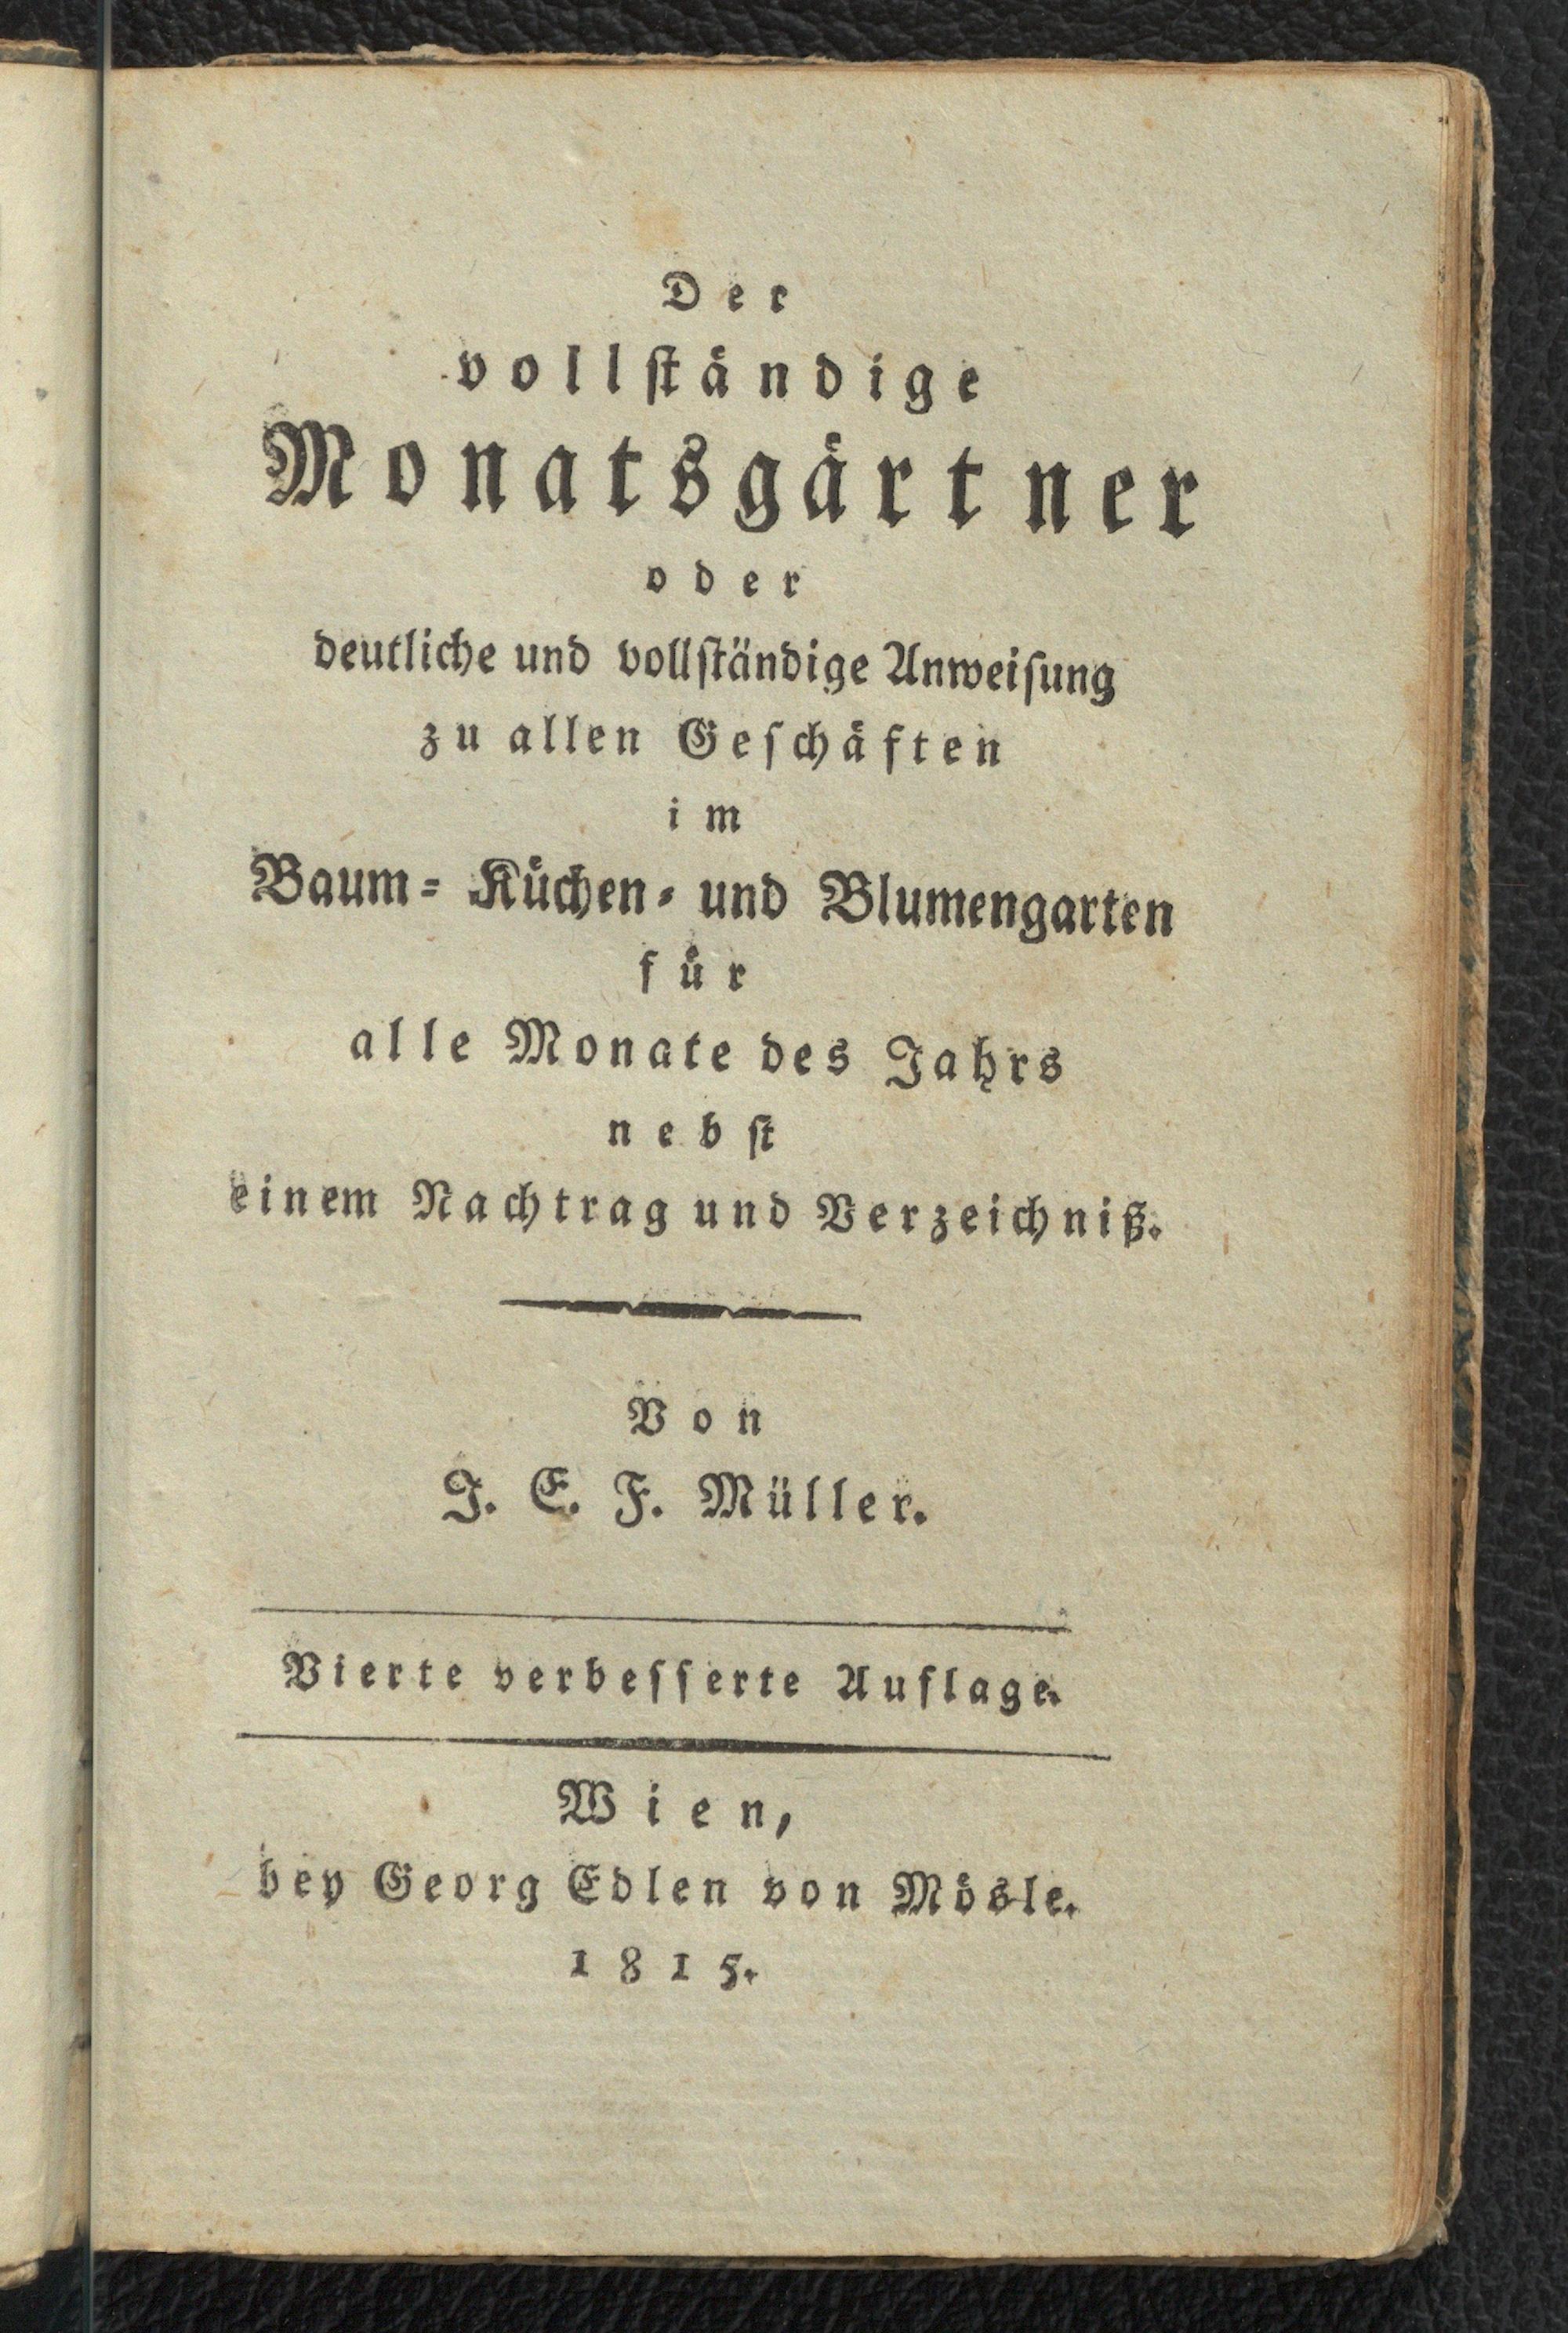 Der
vollständige
Monatsgärtner
oder
deutliche und vollständige Anweisung
zu allen Geschäften
im
Baum- Küchen- und Blumengarten
für
alle Monate des Jahrs
nebst
einem Nachtrag und Verzeichniß.
Von
J. E. F. Müller.
Vierte verbesserte Auflage.
Wien,
bey Georg Edlen von Mösle.
1815.